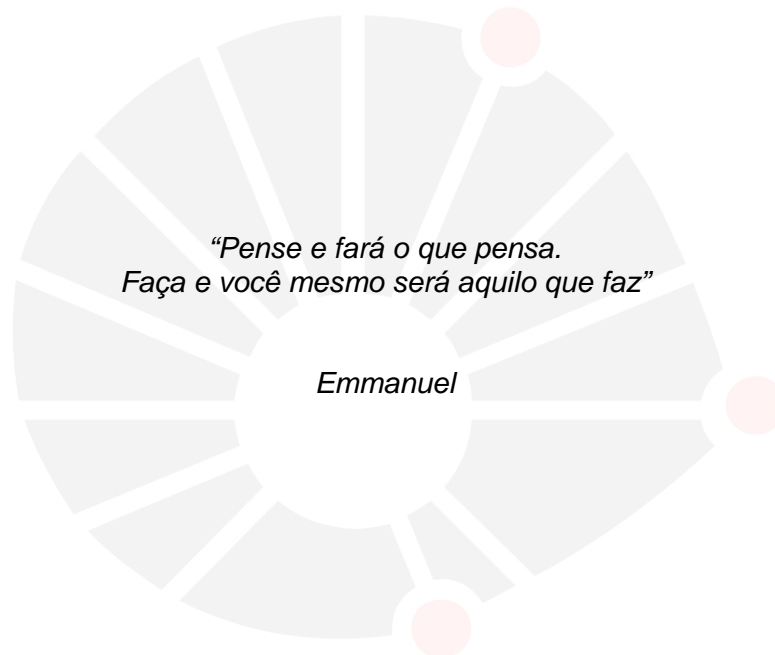 “Pense e fará o que pensa.
Faça e você mesmo será aquilo que faz”
Emmanuel